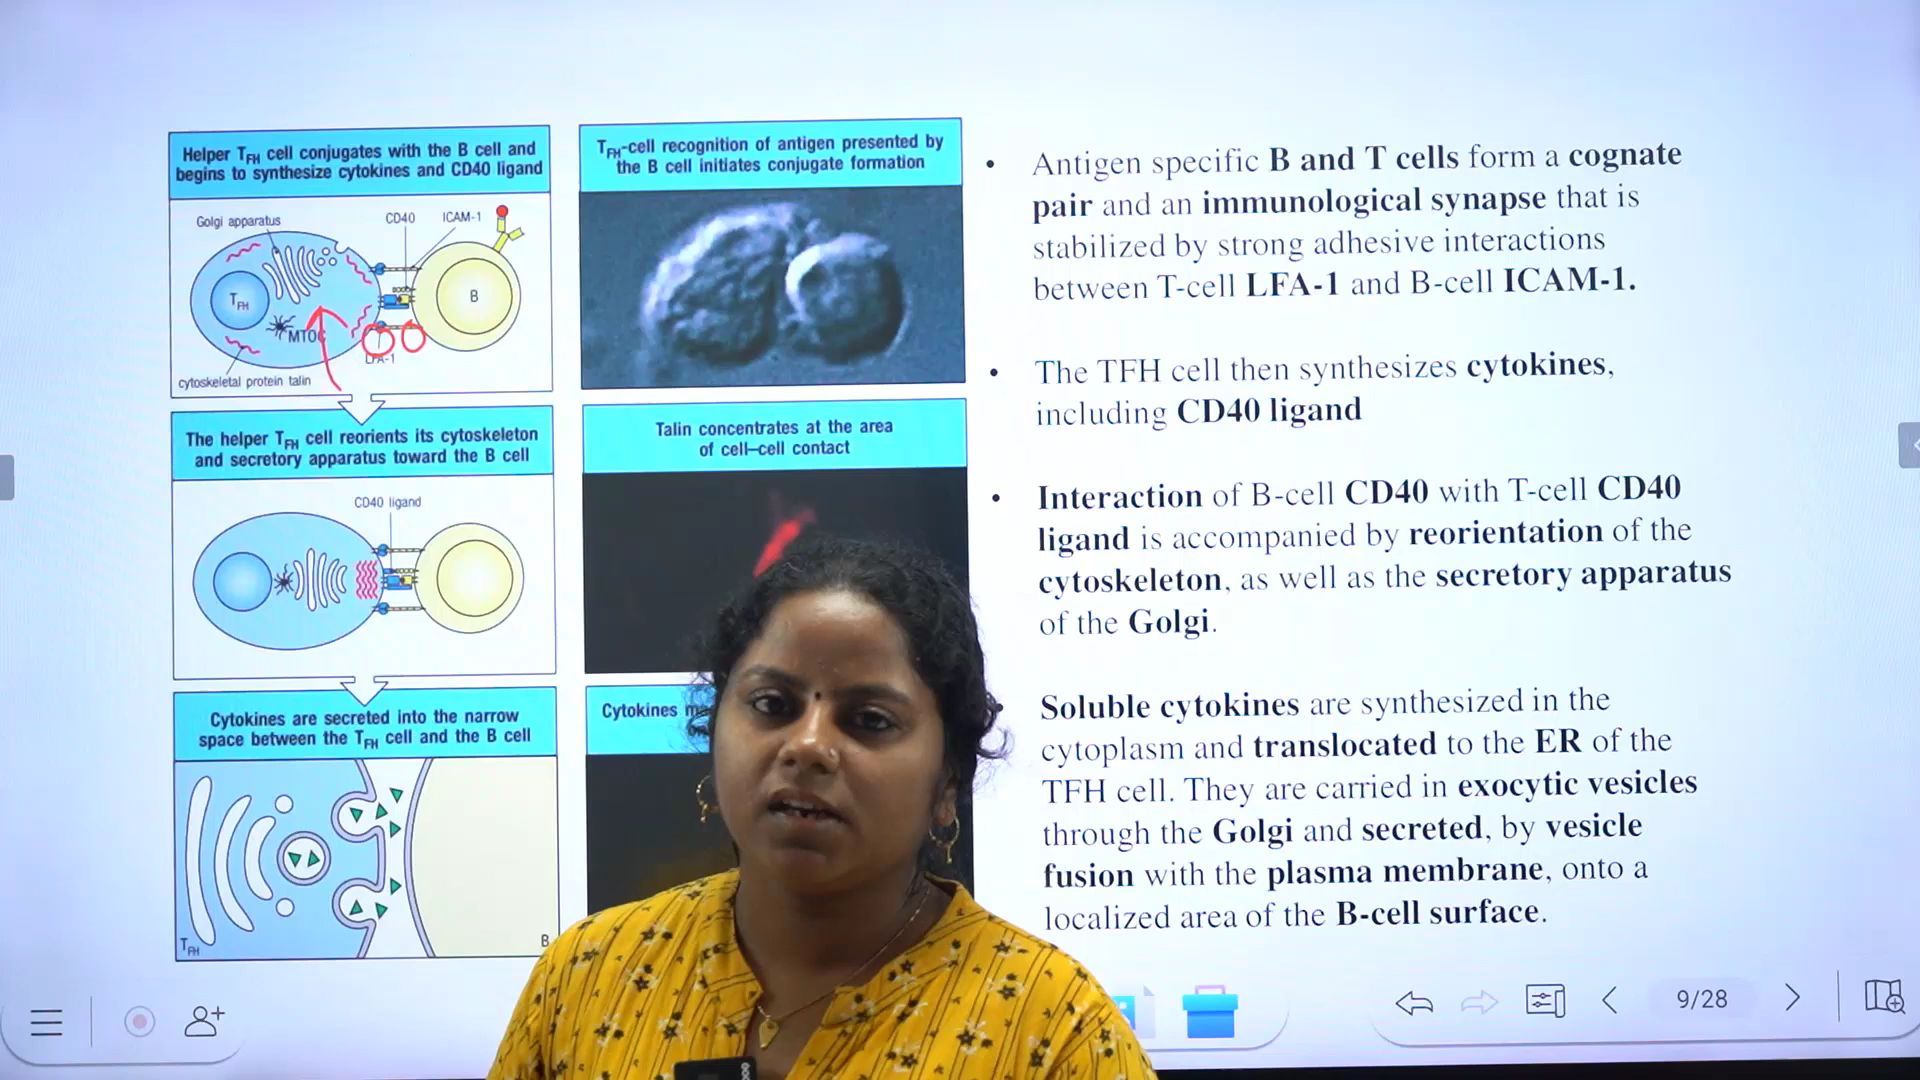 Helper TFH cell conjugates with the B cell and
begins to synthesize cytokines and CD40 ligand
Golgi apparatus
CD40
ICAM-1
TFH
B
MTOC
LFA-1
cytoskeletal protein talin
The helper TFH cell reorients its cytoskeleton
and secretory apparatus toward the B cell
CD40 ligand
Cytokines are secreted into the narrow
space between the TFH cell and the B cell
TFH
B
TFH-cell recognition of antigen presented by
the B cell initiates conjugate formation
Talin concentrates at the area
of cell–cell contact
Cytokines
• Antigen specific B and T cells form a cognate
pair and an immunological synapse that is
stabilized by strong adhesive interactions
between T-cell LFA-1 and B-cell ICAM-1.
• The TFH cell then synthesizes cytokines,
including CD40 ligand
• Interaction of B-cell CD40 with T-cell CD40
ligand is accompanied by reorientation of the
cytoskeleton, as well as the secretory apparatus
of the Golgi.
• Soluble cytokines are synthesized in the
cytoplasm and translocated to the ER of the
TFH cell. They are carried in exocytic vesicles
through the Golgi and secreted, by vesicle
fusion with the plasma membrane, onto a
localized area of the B-cell surface.
9/28